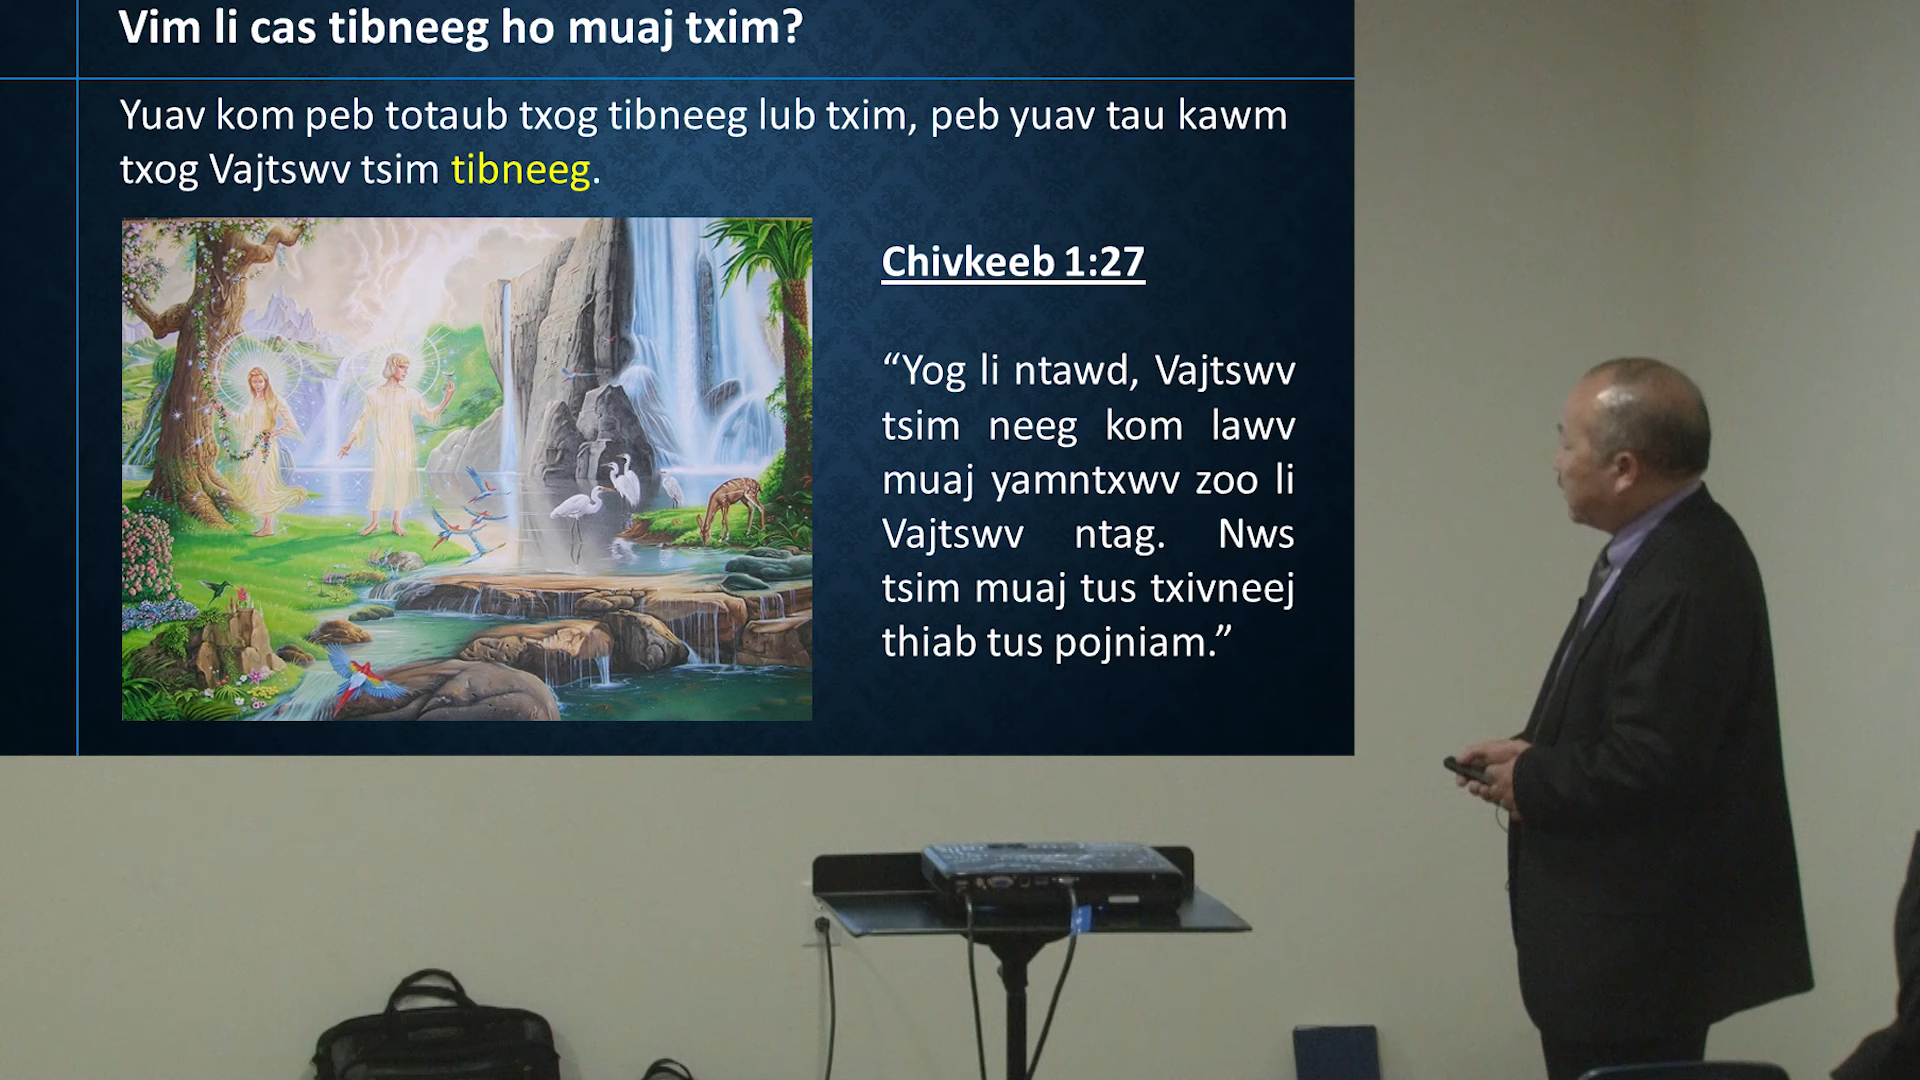 Vim li cas tibneeg ho muaj txim?
Yuav kom peb totaub txog tibneeg lub txim, peb yuav tau kawm
txog Vajtswv tsim tibneeg.
Chivkeeb 1:27
“Yog li ntawd, Vajtswv
tsim neeg kom lawv
muaj yamntxwv zoo li
Vajtswv ntag. Nws
tsim muaj tus txivneej
thiab tus pojniam.”